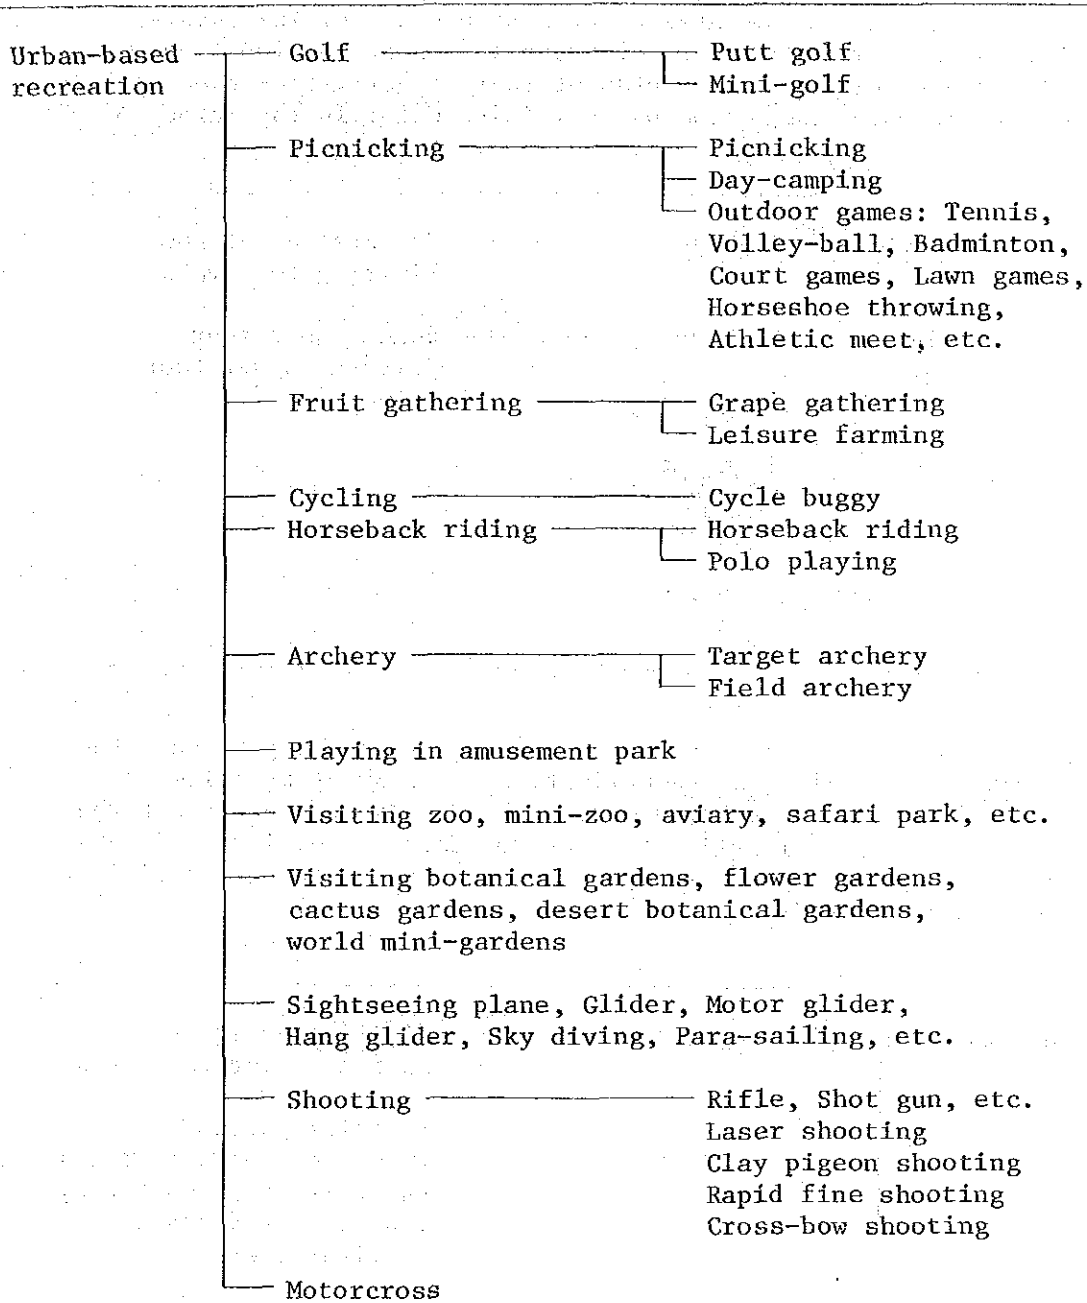 Urban-based recreation
Golf
Putt golf
Mini-golf
Picnicking
Picnicking
Day-camping
Outdoor games: Tennis,
Volley-ball, Badminton,
Court games, Lawn games,
Horseshoe throwing,
Athletic meet, etc.
Fruit gathering
Grape gathering
Leisure farming
Cycling
Cycle buggy
Horseback riding
Horseback riding
Polo playing
Archery
Target archery
Field archery
Playing in amusement park
Visiting zoo, mini-zoo, aviary, safari park, etc.
Visiting botanical gardens, flower gardens,
cactus gardens, desert botanical gardens,
world mini-gardens
Sightseeing plane, Glider, Motor glider,
Hang glider, Sky diving, Para-sailing, etc.
Shooting
Rifle, Shot gun, etc.
Laser shooting
Clay pigeon shooting
Rapid fine shooting
Cross-bow shooting
Motorcross